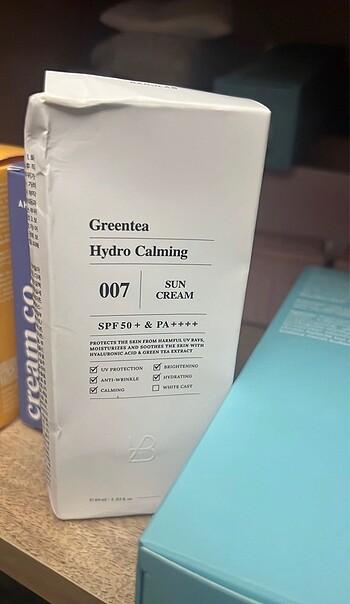 Greentea
Hydro Calming
007
SUN
CREAM
SPF 50+ & PA++++
PROTECTS THE SKIN FROM HARMFUL UV RAYS,
MOISTURIZES AND SOOTHES THE SKIN WITH
HYALURONIC ACID & GREEN TEA EXTRACT
UV PROTECTION
BRIGHTENING
ANTI-WRINKLE
HYDRATING
CALMING
WHITE CAST
cream co.